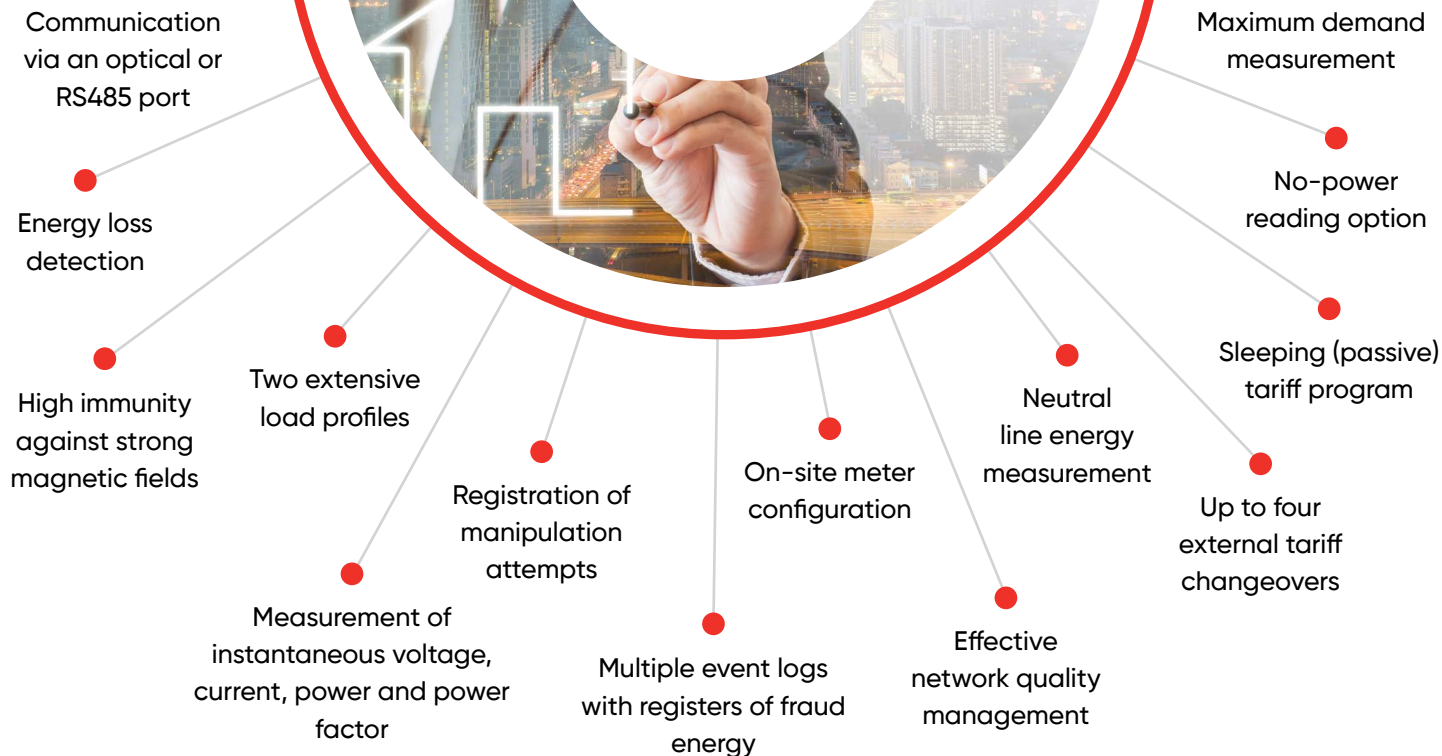 Communication
via an optical or
RS485 port
Maximum demand
measurement
Energy loss
detection
No-power
reading option
High immunity
against strong
magnetic fields
Two extensive
load profiles
Sleeping (passive)
tariff program
Neutral
line energy
measurement
Registration of
manipulation
attempts
On-site meter
configuration
Up to four
external tariff
changeovers
Measurement of
instantaneous voltage,
current, power and power
factor
Multiple event logs
with registers of fraud
energy
Effective
network quality
management